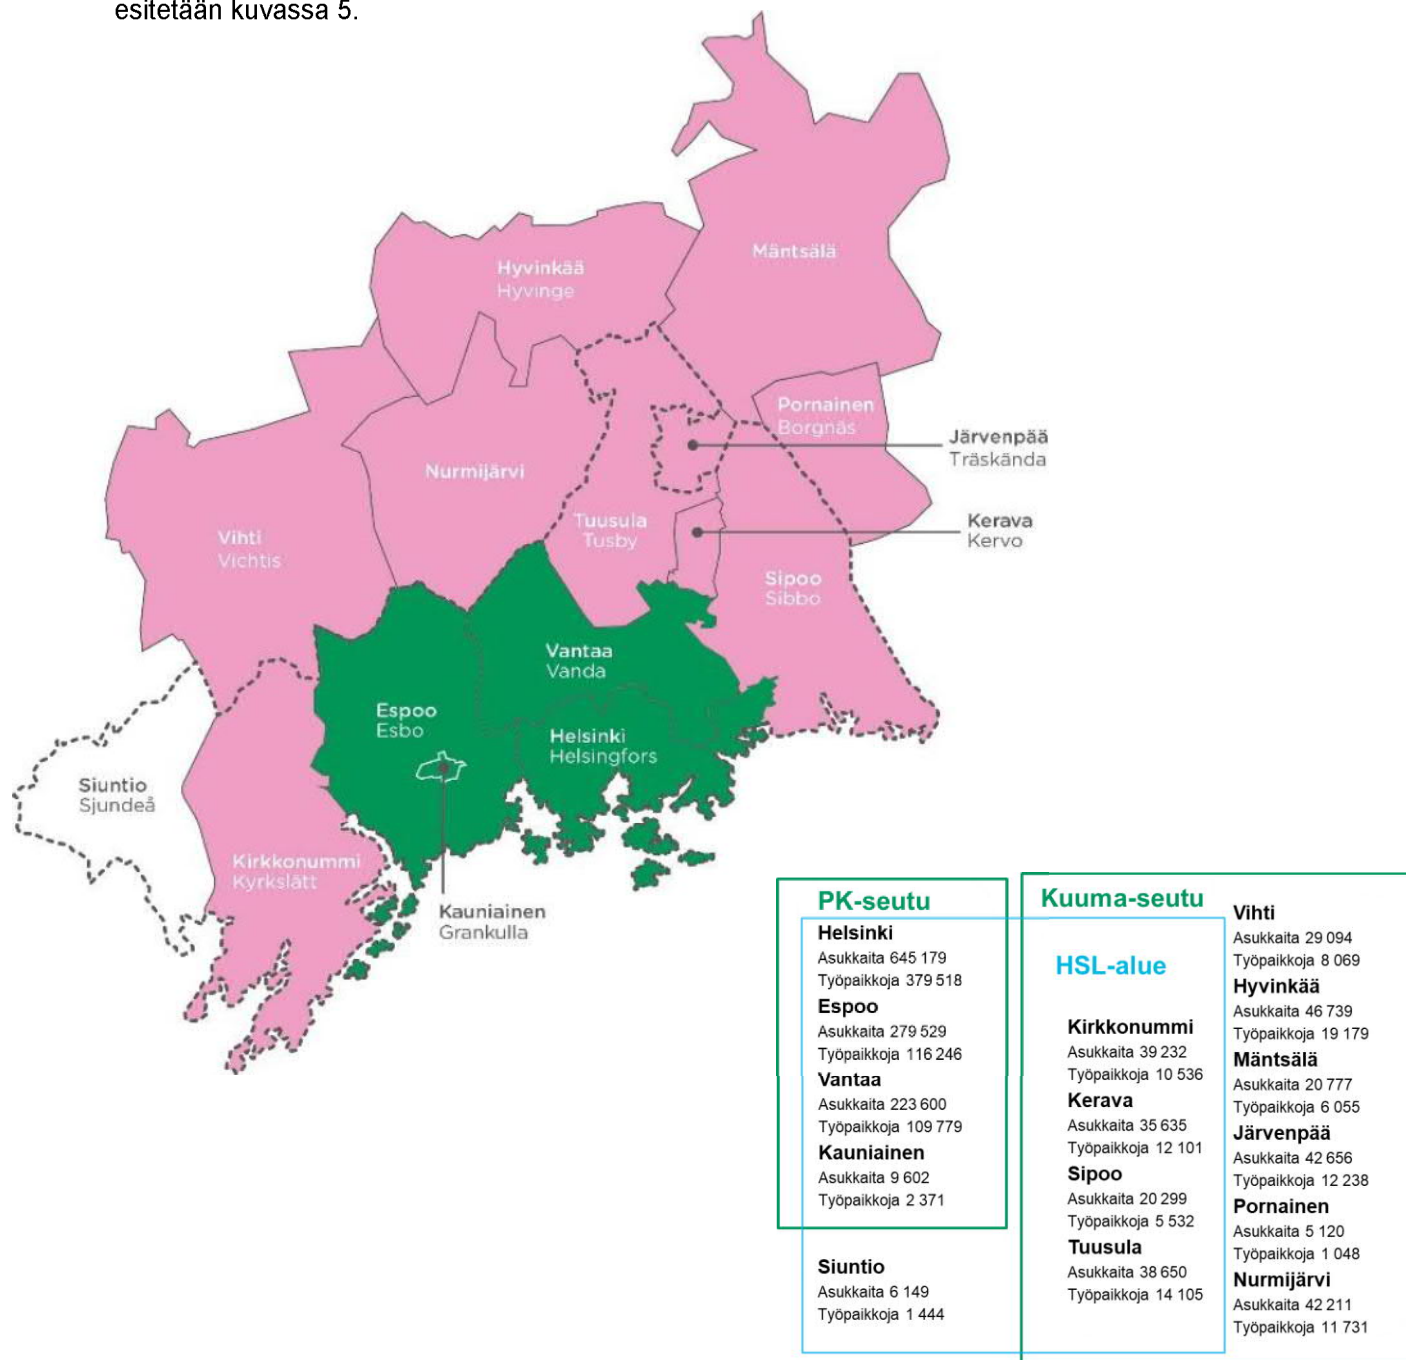 esitetään kuvassa 5.
Mäntsälä
Hyvinkää
Hyvinge
Pornainen
Borgnäs
Järvenpää
Träskända
Nurmijärvi
Tuusula
Tusby
Kerava
Kervo
Vihti
Vichtis
Sipoo
Sibbo
Vantaa
Vanda
Espoo
Esbo
Helsinki
Helsingfors
Siuntio
Sjundeå
Kirkkonummi
Kyrkslätt
Kauniainen
Grankulla
PK-seutu
Helsinki
Asukkaita 645 179
Työpaikkoja 379 518
Espoo
Asukkaita 279 529
Työpaikkoja 116 246
Vantaa
Asukkaita 223 600
Työpaikkoja 109 779
Kauniainen
Asukkaita 9 602
Työpaikkoja 2 371
Siuntio
Asukkaita 6 149
Työpaikkoja 1 444
Kuuma-seutu
HSL-alue
Kirkkonummi
Asukkaita 39 232
Työpaikkoja 10 536
Kerava
Asukkaita 35 635
Työpaikkoja 12 101
Sipoo
Asukkaita 20 299
Työpaikkoja 5 532
Tuusula
Asukkaita 38 650
Työpaikkoja 14 105
Vihti
Asukkaita 29 094
Työpaikkoja 8 069
Hyvinkää
Asukkaita 46 739
Työpaikkoja 19 179
Mäntsälä
Asukkaita 20 777
Työpaikkoja 6 055
Järvenpää
Asukkaita 42 656
Työpaikkoja 12 238
Pornainen
Asukkaita 5 120
Työpaikkoja 1 048
Nurmijärvi
Asukkaita 42 211
Työpaikkoja 11 731